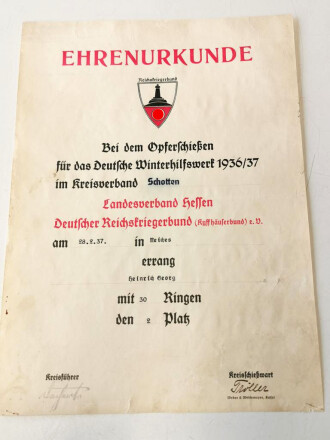 EHRENURKUNDE
Reichskriegerbund
Bei dem Opferschießen
für das Deutsche Winterhilfswerk 1936/37
im Kreisverband Schotten
Landesverband Hessen
Deutscher Reichskriegerbund (Kyffhäuserbund) e. V.
am 28.2.37. in
errang
Heinrich Georg
mit 30 Ringen
den 2 Platz
Kreisführer Kreisschießwart
Tröller